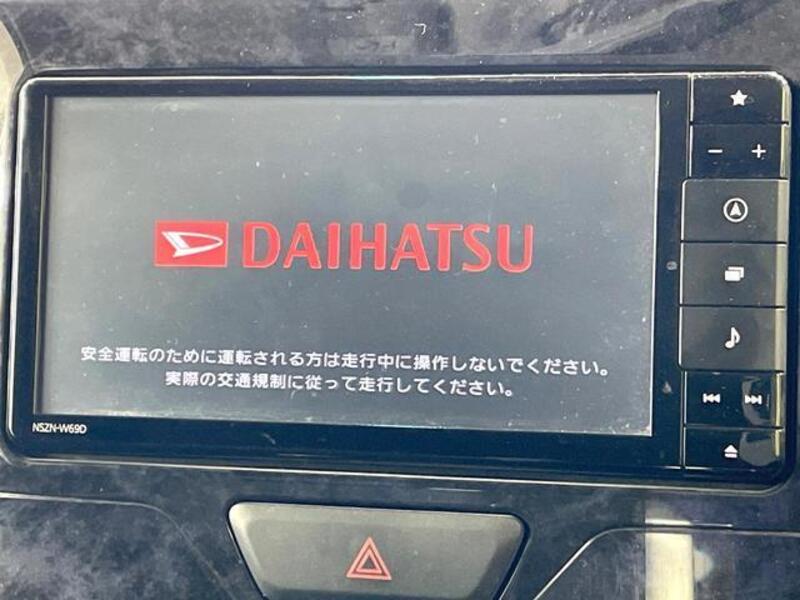 DAIHATSU
安全運転のために運転される方は走行中に操作しないでください。
実際の交通規制に従って走行してください。
NSZN-W69D